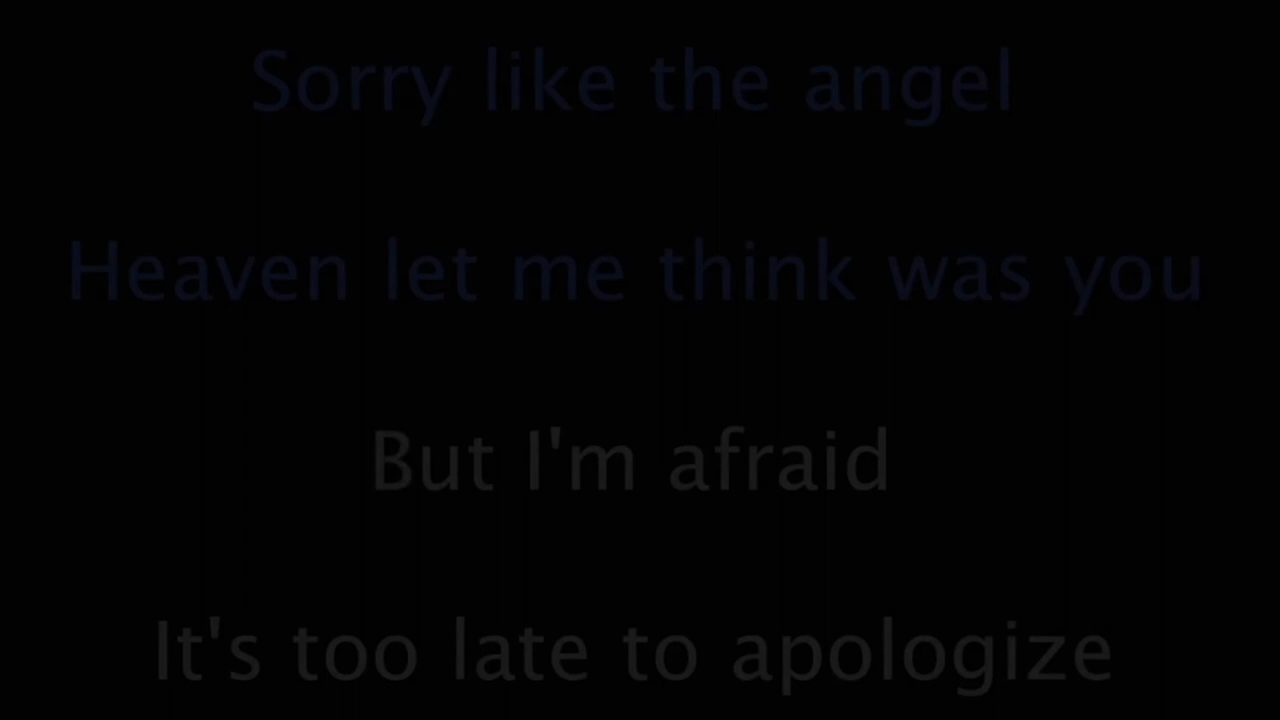 Sorry like the angel
Heaven let me think was you
But I'm afraid
It's too late to apologize